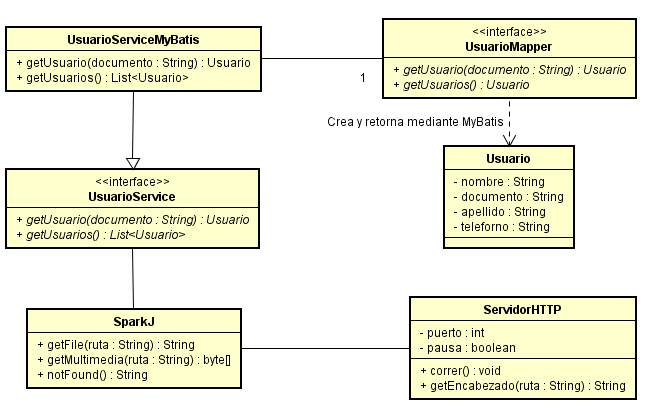 UsuarioServiceMyBatis
+ getUsuario(documento : String) : Usuario
+ getUsuarios() : List<Usuario>
<<interface>>
UsuarioMapper
+ getUsuario(documento : String) : Usuario
+ getUsuarios() : Usuario
1
Crea y retorna mediante MyBatis
Usuario
- nombre : String
- documento : String
- apellido : String
- teleforno : String
<<interface>>
UsuarioService
+ getUsuario(documento : String) : Usuario
+ getUsuarios() : List<Usuario>
SparkJ
+ getFile(ruta : String) : String
+ getMultimedia(ruta : String) : byte[]
+ notFound() : String
ServidorHTTP
- puerto : int
- pausa : boolean
+ correr() : void
+ getEncabezado(ruta : String) : String